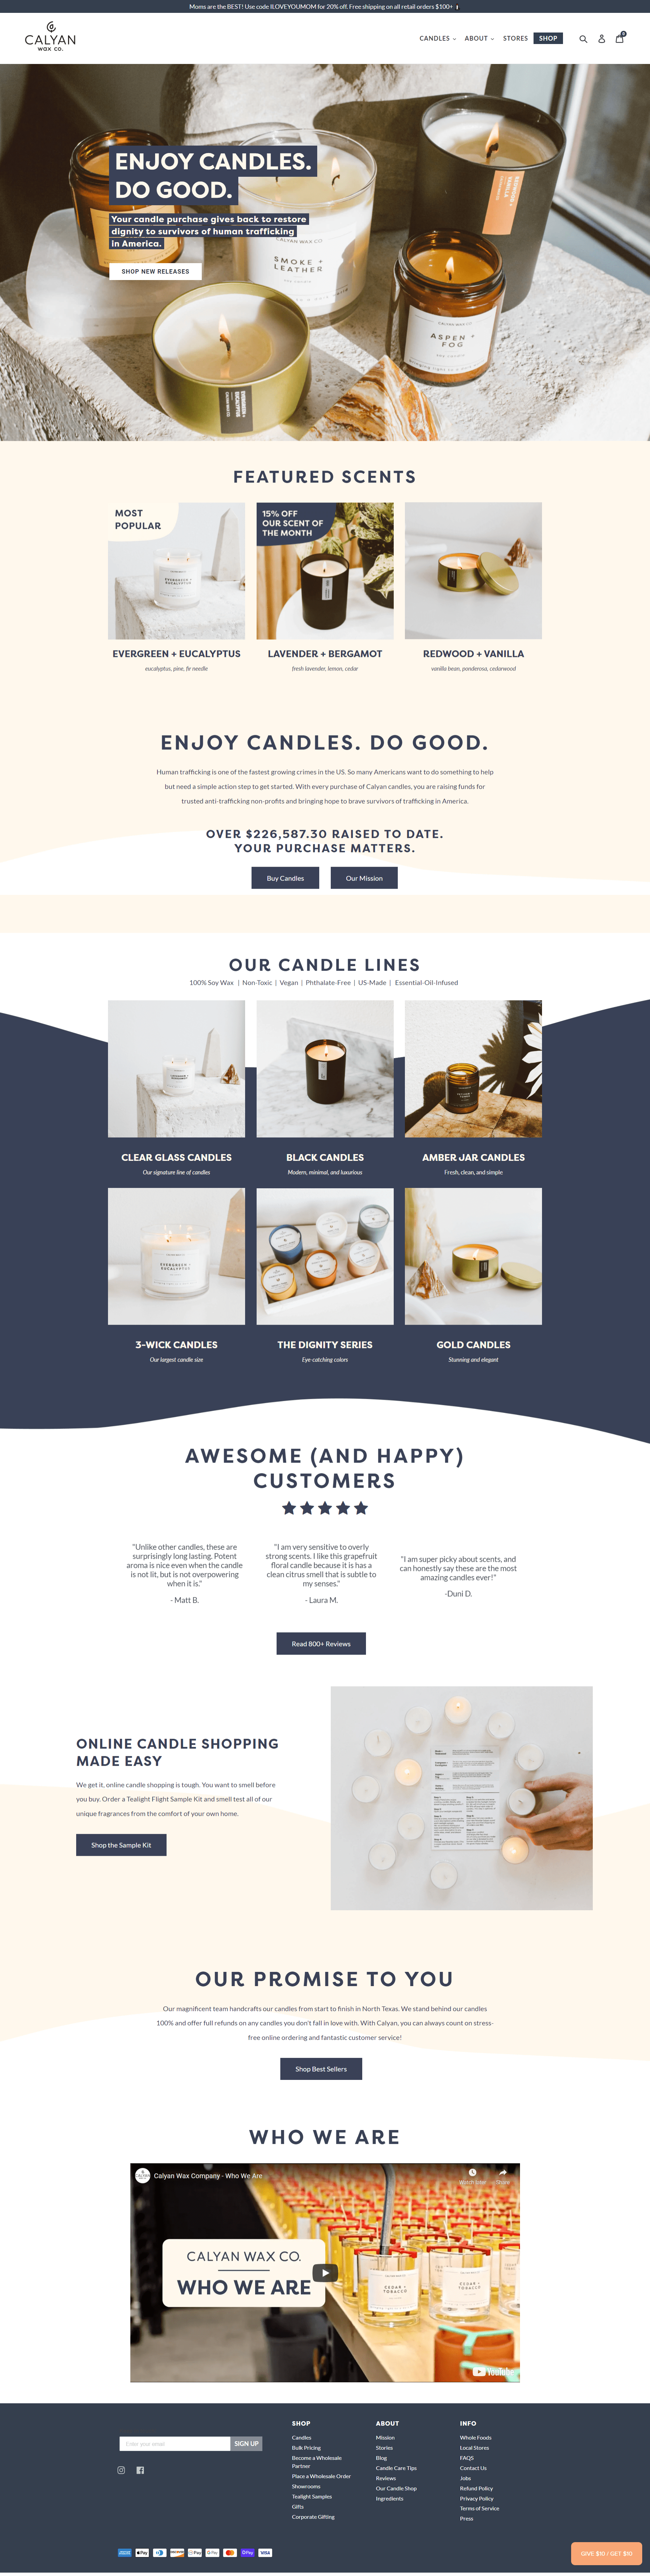 Moms are the BEST! Use code ILOVEYOUMOM for 20% off. Free shipping on all retail orders $100+
CALYAN
wax co.
CANDLES
ABOUT
STORES
SHOP
0
ENJOY CANDLES.
DO GOOD.
Your candle purchase gives back to restore
dignity to survivors of human trafficking
in America.
SHOP NEW RELEASES
CALYAN WAX CO
SMOKE +
LEATHER
REDWOOD +
VANILLA
CALYAN WAX CO
ASPEN +
FOG
EVERGREEN +
EUCALYPTUS
FEATURED SCENTS
MOST
POPULAR
EVERGREEN +
EUCALYPTUS
15% OFF
OUR SCENT OF
THE MONTH
EVERGREEN + EUCALYPTUS
eucalyptus, pine, fir needle
LAVENDER + BERGAMOT
fresh lavender, lemon, cedar
REDWOOD + VANILLA
vanilla bean, ponderosa, cedarwood
ENJOY CANDLES. DO GOOD.
Human trafficking is one of the fastest growing crimes in the US. So many Americans want to do something to help
but need a simple action step to get started. With every purchase of Calyan candles, you are raising funds for
trusted anti-trafficking non-profits and bringing hope to brave survivors of trafficking in America.
OVER $226,587.30 RAISED TO DATE.
YOUR PURCHASE MATTERS.
Buy Candles
Our Mission
OUR CANDLE LINES
100% Soy Wax | Non-Toxic | Vegan | Phthalate-Free | US-Made | Essential-Oil-Infused
CLEAR GLASS CANDLES
Our signature line of candles
BLACK CANDLES
Modern, minimal, and luxurious
AMBER JAR CANDLES
Fresh, clean, and simple
EVERGREEN +
EUCALYPTUS
3-WICK CANDLES
Our largest candle size
THE DIGNITY SERIES
Eye-catching colors
GOLD CANDLES
Stunning and elegant
AWESOME (AND HAPPY)
CUSTOMERS
"Unlike other candles, these are
surprisingly long lasting. Potent
aroma is nice even when the candle
is not lit, but is not overpowering
when it is."
- Matt B.
"I am very sensitive to overly
strong scents. I like this grapefruit
floral candle because it is has a
clean citrus smell that is subtle to
my senses."
- Laura M.
"I am super picky about scents, and
can honestly say these are the most
amazing candles ever!"
-Duni D.
Read 800+ Reviews
ONLINE CANDLE SHOPPING
MADE EASY
We get it, online candle shopping is tough. You want to smell before
you buy. Order a Tealight Flight Sample Kit and smell test all of our
unique fragrances from the comfort of your own home.
Shop the Sample Kit
OUR PROMISE TO YOU
Our magnificent team handcrafts our candles from start to finish in North Texas. We stand behind our candles
100% and offer full refunds on any candles you don't fall in love with. With Calyan, you can always count on stress-
free online ordering and fantastic customer service!
Shop Best Sellers
WHO WE ARE
Calyan Wax Company - Who We Are
Watch later
Share
CALYAN WAX CO.
WHO WE ARE
CEDAR +
TOBACCO
CEDAR +
TOBACCO
YouTube
Enter your email
SIGN UP
SHOP
Candles
Bulk Pricing
Become a Wholesale
Partner
Place a Wholesale Order
Showrooms
Tealight Samples
Gifts
Corporate Gifting
ABOUT
Mission
Stories
Blog
Candle Care Tips
Reviews
Our Candle Shop
Ingredients
INFO
Whole Foods
Local Stores
FAQS
Contact Us
Jobs
Refund Policy
Privacy Policy
Terms of Service
Press
GIVE $10 / GET $10